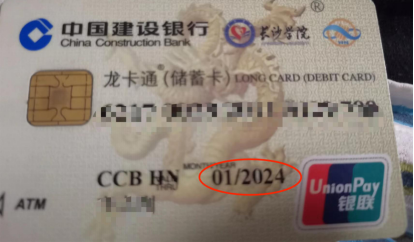 中国建设银行 长沙学院
China Construction Bank
龙卡通(储蓄卡) LONG CARD (DEBIT CARD)
MONTH/YEAR
CCB HN THRU 01/2024
ATM
UnionPay
银联